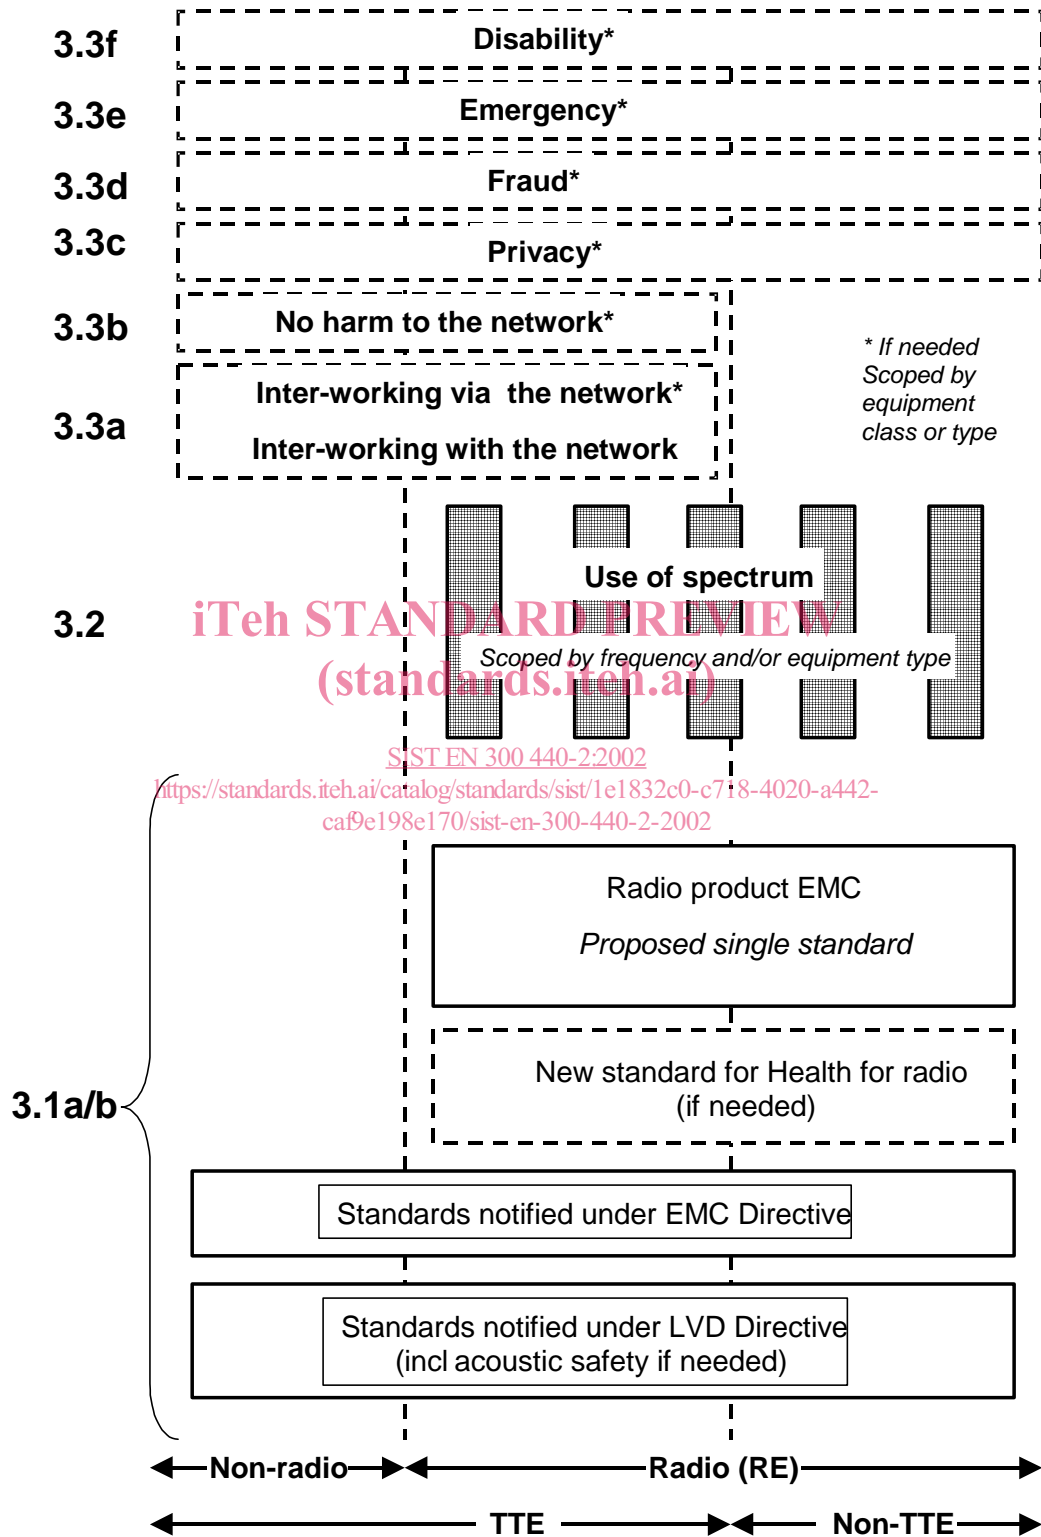 3.3f
Disability*
3.3e
Emergency*
3.3d
Fraud*
3.3c
Privacy*
3.3b
No harm to the network*
* If needed
Scoped by
equipment
class or type
3.3a
Inter-working via the network*
Inter-working with the network
3.2
Use of spectrum
iTeh STANDARD PREVIEW
Scoped by frequency and/or equipment type
(standards.iteh.ai)
SIST EN 300 440-2:2002
https://standards.iteh.ai/catalog/standards/sist/1e1832c0-c718-4020-a442-
caf9e198e170/sist-en-300-440-2-2002
Radio product EMC
Proposed single standard
New standard for Health for radio
(if needed)
3.1a/b
Standards notified under EMC Directive
Standards notified under LVD Directive
(incl acoustic safety if needed)
Non-radio
Radio (RE)
TTE
Non-TTE